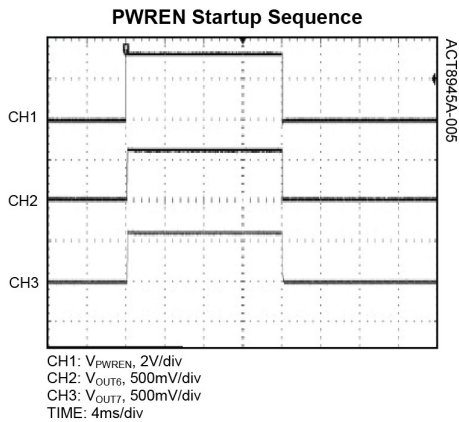 PWREN Startup Sequence
ACT8945A-005
CH1
CH2
CH3
CH1: VPWREN, 2V/div
CH2: VOUT6, 500mV/div
CH3: VOUT7, 500mV/div
TIME: 4ms/div